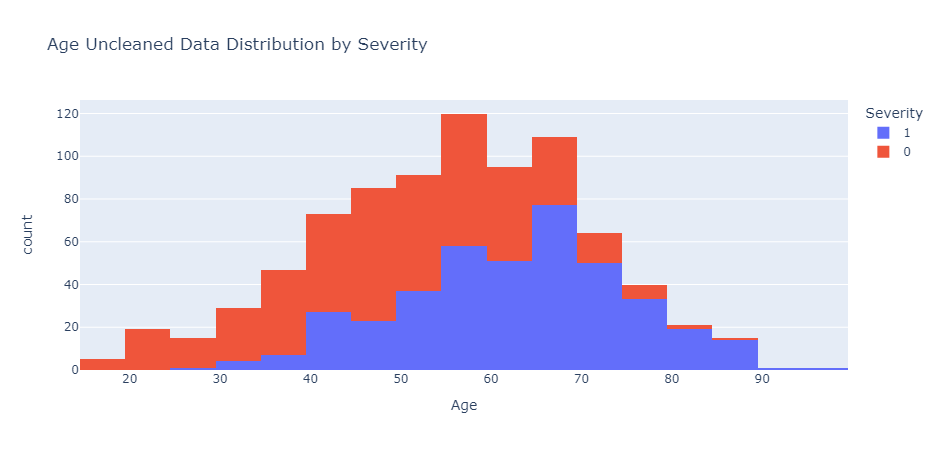 Age Uncleaned Data Distribution by Severity
Severity
1
0
120
100
80
60
40
20
0
count
20 30 40 50 60 70 80 90
Age